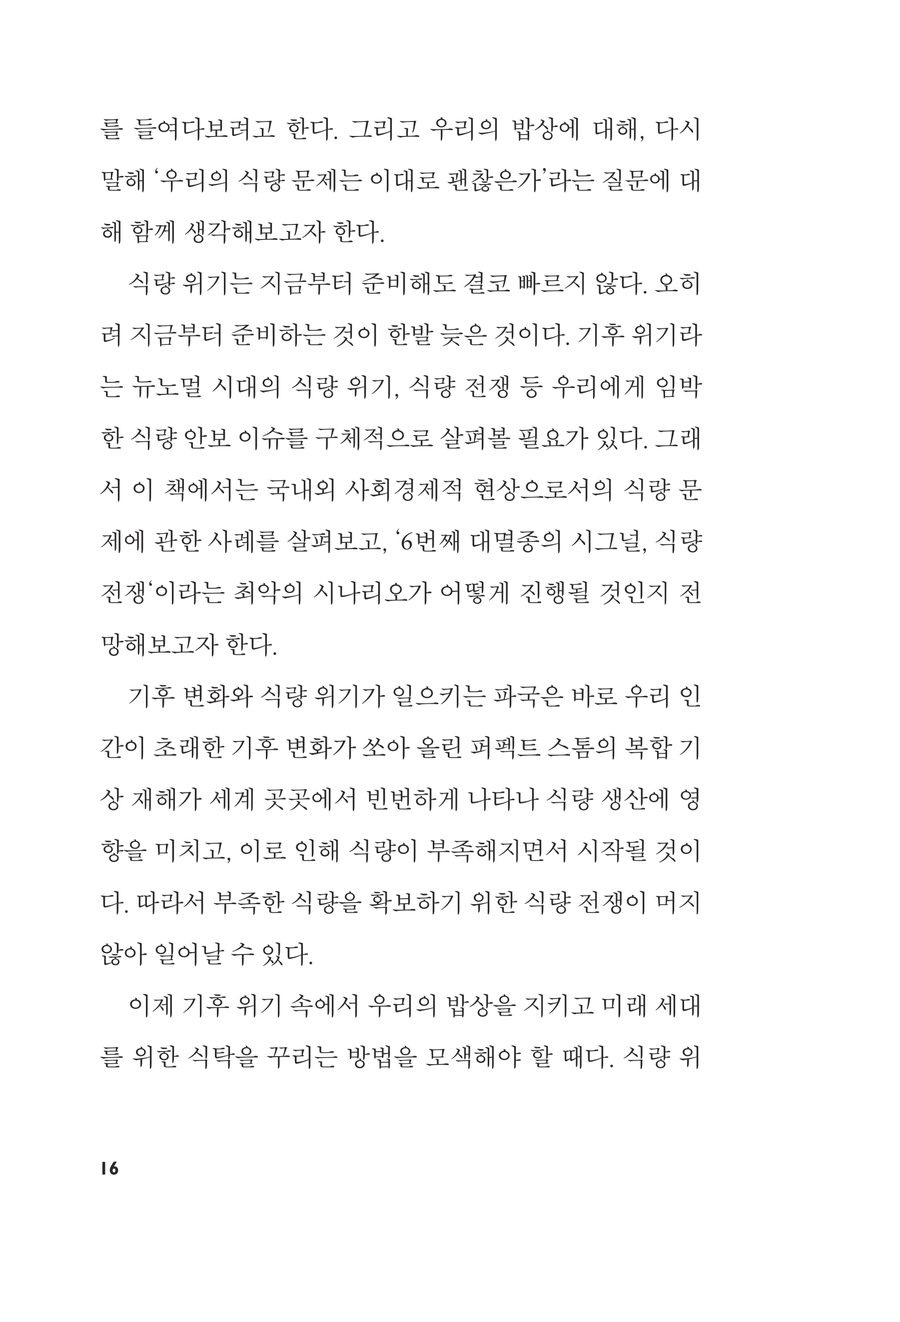 를 들여다보려고 한다. 그리고 우리의 밥상에 대해, 다시
말해 ‘우리의 식량 문제는 이대로 괜찮은가’라는 질문에 대
해 함께 생각해보고자 한다.
식량 위기는 지금부터 준비해도 결코 빠르지 않다. 오히
려 지금부터 준비하는 것이 한발 늦은 것이다. 기후 위기라
는 뉴노멀 시대의 식량 위기, 식량 전쟁 등 우리에게 임박
한 식량 안보 이슈를 구체적으로 살펴볼 필요가 있다. 그래
서 이 책에서는 국내외 사회경제적 현상으로서의 식량 문
제에 관한 사례를 살펴보고, ‘6번째 대멸종의 시그널, 식량
전쟁‘이라는 최악의 시나리오가 어떻게 진행될 것인지 전
망해보고자 한다.
기후 변화와 식량 위기가 일으키는 파국은 바로 우리 인
간이 초래한 기후 변화가 쏘아 올린 퍼펙트 스톰의 복합 기
상 재해가 세계 곳곳에서 빈번하게 나타나 식량 생산에 영
향을 미치고, 이로 인해 식량이 부족해지면서 시작될 것이
다. 따라서 부족한 식량을 확보하기 위한 식량 전쟁이 머지
않아 일어날 수 있다.
이제 기후 위기 속에서 우리의 밥상을 지키고 미래 세대
를 위한 식탁을 꾸리는 방법을 모색해야 할 때다. 식량 위
16